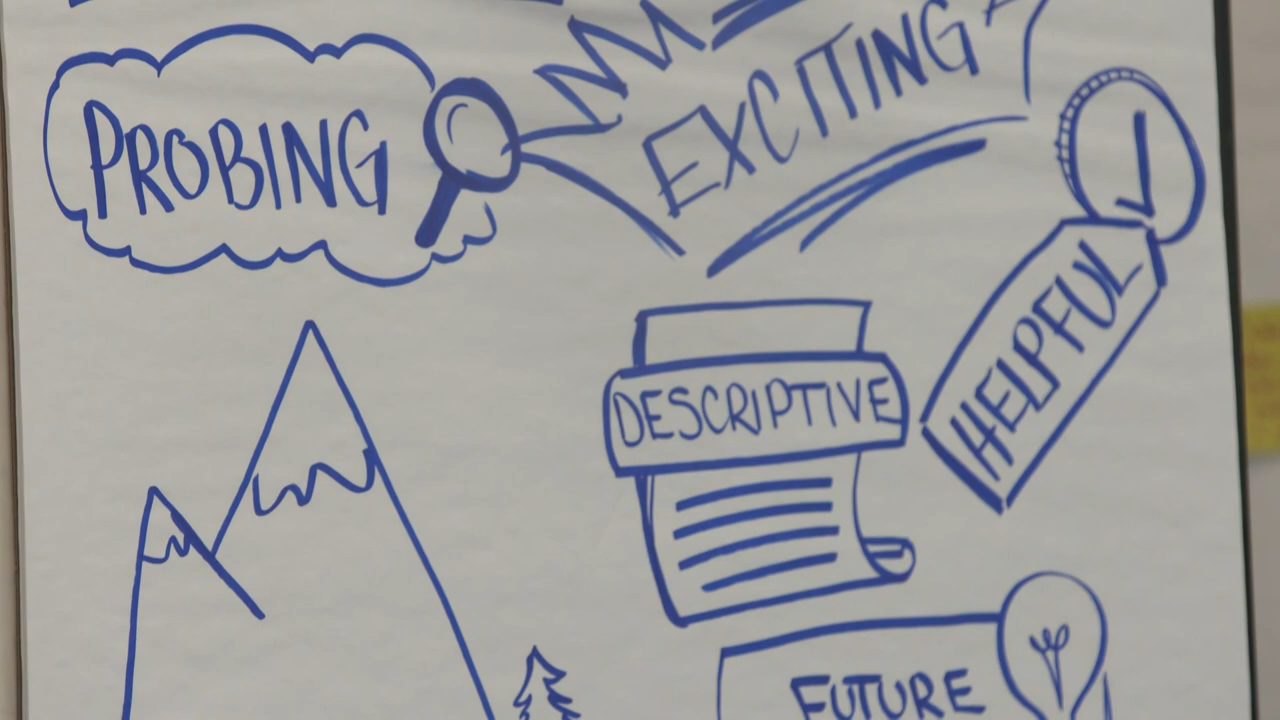 PROBING
EXCITING
HELPFUL
DESCRIPTIVE
FUTURE